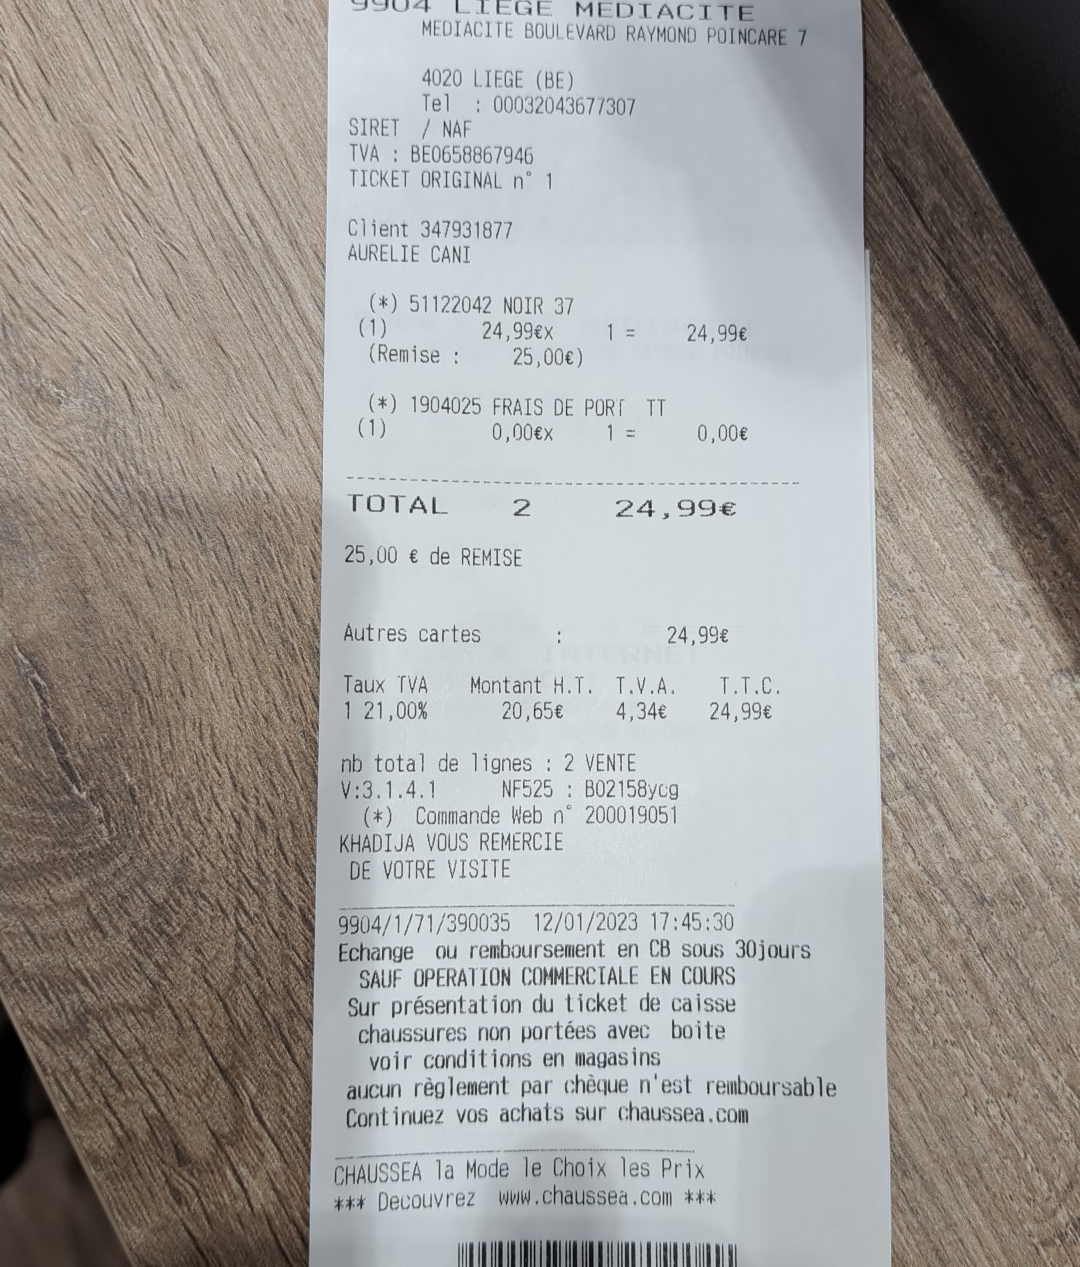 9904 LIEGE MEDIACITE
MEDIACITE BOULEVARD RAYMOND POINCARE 7
4020 LIEGE (BE)
Tel : 00032043677307
SIRET / NAF
TVA : BE0658867946
TICKET ORIGINAL n° 1
Client 347931877
AURELIE CANI
(*) 51122042 NOIR 37
(1) 24,99€x 1 = 24,99€
(Remise : 25,00€)
(*) 1904025 FRAIS DE PORT TT
(1) 0,00€x 1 = 0,00€
TOTAL 2 24,99€
25,00 € de REMISE
Autres cartes : 24,99€
Taux TVA Montant H.T. T.V.A. T.T.C.
1 21,00% 20,65€ 4,34€ 24,99€
nb total de lignes : 2 VENTE
V:3.1.4.1 NF525 : B02158ycg
(*) Commande Web n° 200019051
KHADIJA VOUS REMERCIE
DE VOTRE VISITE
9904/1/71/390035 12/01/2023 17:45:30
Echange ou remboursement en CB sous 30jours
SAUF OPERATION COMMERCIALE EN COURS
Sur présentation du ticket de caisse
chaussures non portées avec boite
voir conditions en magasins
aucun règlement par chèque n'est remboursable
Continuez vos achats sur chaussea.com
CHAUSSEA la Mode le Choix les Prix
*** Decouvrez www.chaussea.com ***